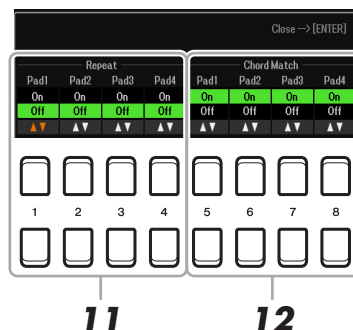 Close --> [ENTER]
Repeat Chord Match
Pad1 Pad2 Pad3 Pad4 Pad1 Pad2 Pad3 Pad4
On On On On On On On On
Off Off Off Off Off Off Off Off
1 2 3 4 5 6 7 8
11 12